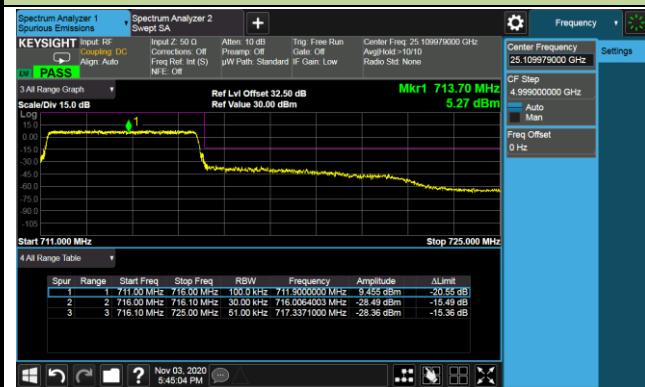 Spectrum Analyzer 1
Spurious Emissions
Spectrum Analyzer 2
Swept SA
+
Frequency
KEYSIGHT
Input: RF
Coupling: DC
Align: Auto
Input Z: 50 Ω
Corrections: Off
Freq Ref: Int (S)
NFE: Off
Atten: 10 dB
Preamp: Off
µW Path: Standard
Trig: Free Run
Gate: Off
IF Gain: Low
Center Freq: 25.109979000 GHz
Avg|Hold:>10/10
Radio Std: None
PASS
Center Frequency
25.109979000 GHz
Settings
CF Step
4.999000000 GHz
Auto
Man
Freq Offset
0 Hz
3 All Range Graph
Scale/Div 15.0 dB
Ref Lvl Offset 32.50 dB
Ref Value 30.00 dBm
Mkr1 713.70 MHz
5.27 dBm
Log
15.0
0.00
-15.0
-30.0
-45.0
-60.0
-75.0
-90.0
-105
1
Start 711.000 MHz
Stop 725.000 MHz
4 All Range Table
Spur Range Start Freq Stop Freq RBW Frequency Amplitude ΔLimit
1 1 711.00 MHz 716.00 MHz 100.0 kHz 711.9000000 MHz 9.455 dBm -20.55 dB
2 2 716.00 MHz 716.10 MHz 30.00 kHz 716.0064003 MHz -28.49 dBm -15.49 dB
3 3 716.10 MHz 725.00 MHz 51.00 kHz 717.3371000 MHz -28.36 dBm -15.36 dB
?
Nov 03, 2020
5:45:04 PM